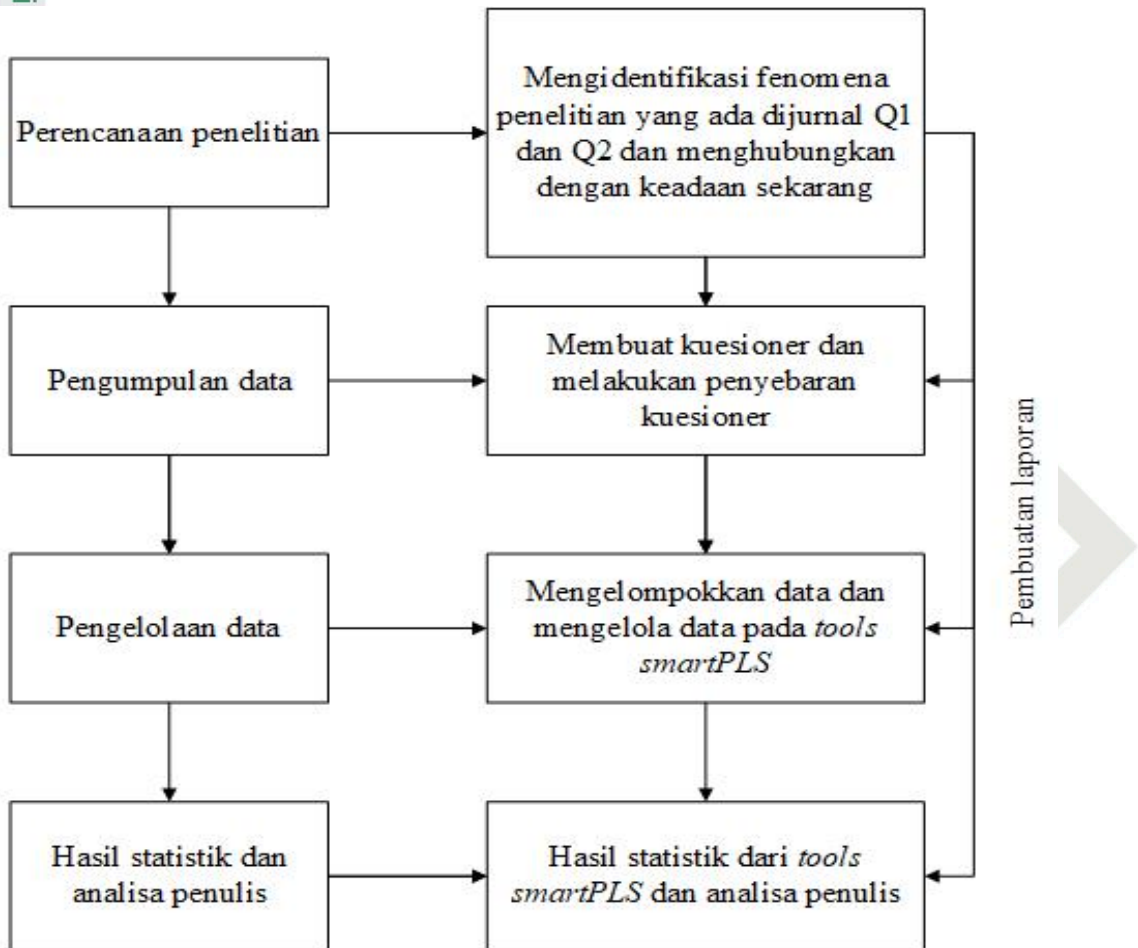 Perencanaan penelitian
Mengidentifikasi fenomena
penelitian yang ada dijurnal Q1
dan Q2 dan menghubungkan
dengan keadaan sekarang
Pengumpulan data
Membuat kuesioner dan
melakukan penyebaran
kuesioner
Pengelolaan data
Mengelompokkan data dan
mengelola data pada tools
smartPLS
Hasil statistik dan
analisa penulis
Hasil statistik dari tools
smartPLS dan analisa penulis
Pembuatan laporan